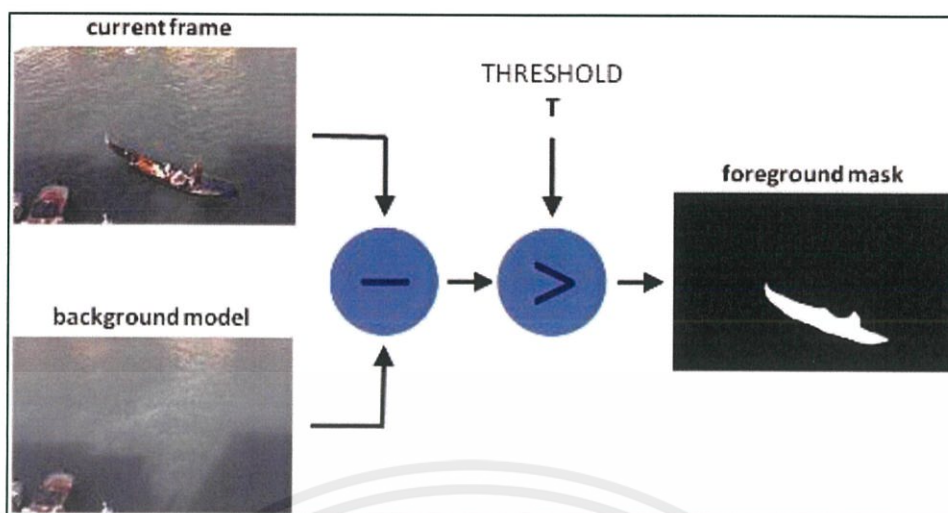 current frame
THRESHOLD
T
foreground mask
background model